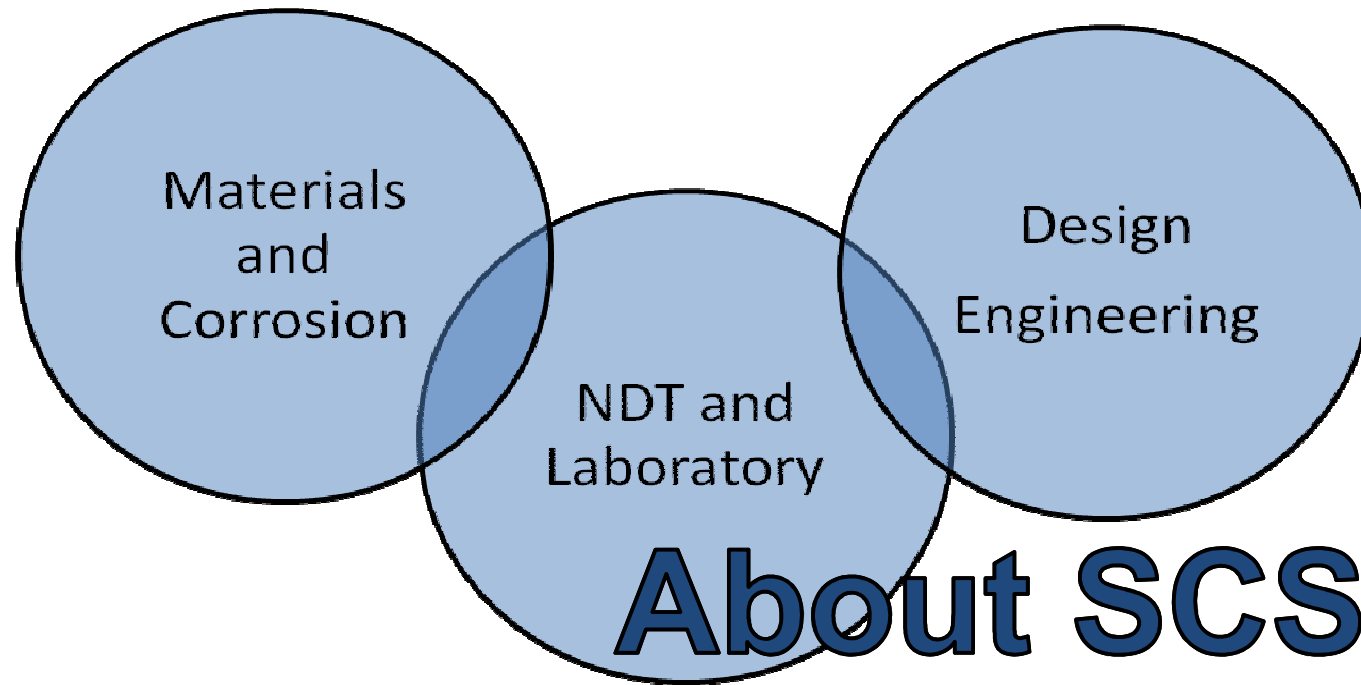 Materials
and
Corrosion
NDT and
Laboratory
Design
Engineering
About SCS